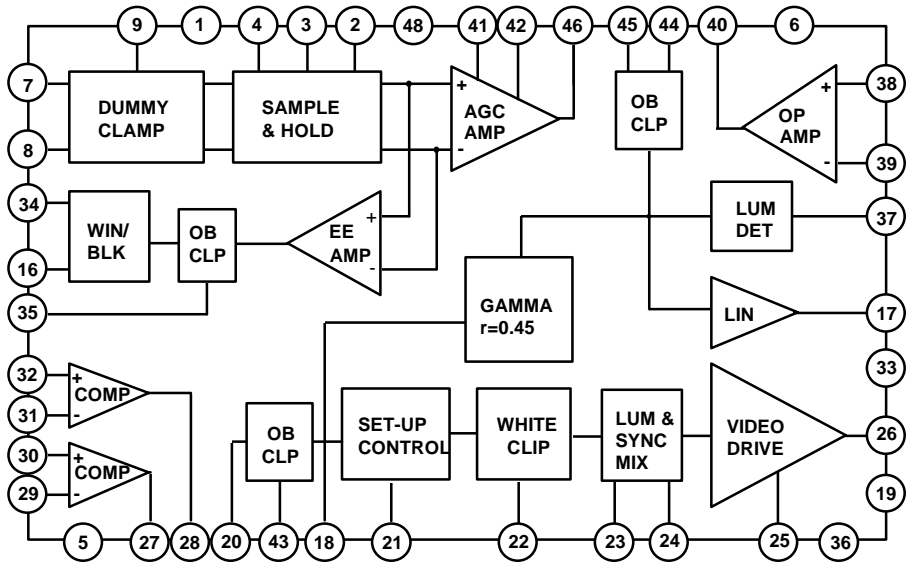 9 1 4 3 2 48 41 42 46 45 44 40 6
7
DUMMY
CLAMP
SAMPLE
& HOLD
+
-
AGC
AMP
OB
CLP
OP
AMP
+
-
38
8
39
34
WIN/
BLK
OB
CLP
EE
AMP
+
-
LUM
DET
37
16
GAMMA
r=0.45
LIN
17
35
33
32
+
-
COMP
31
30
+
-
COMP
29
OB
CLP
SET-UP
CONTROL
WHITE
CLIP
LUM &
SYNC
MIX
VIDEO
DRIVE
26
19
5 27 28 20 43 18 21 22 23 24 25 36